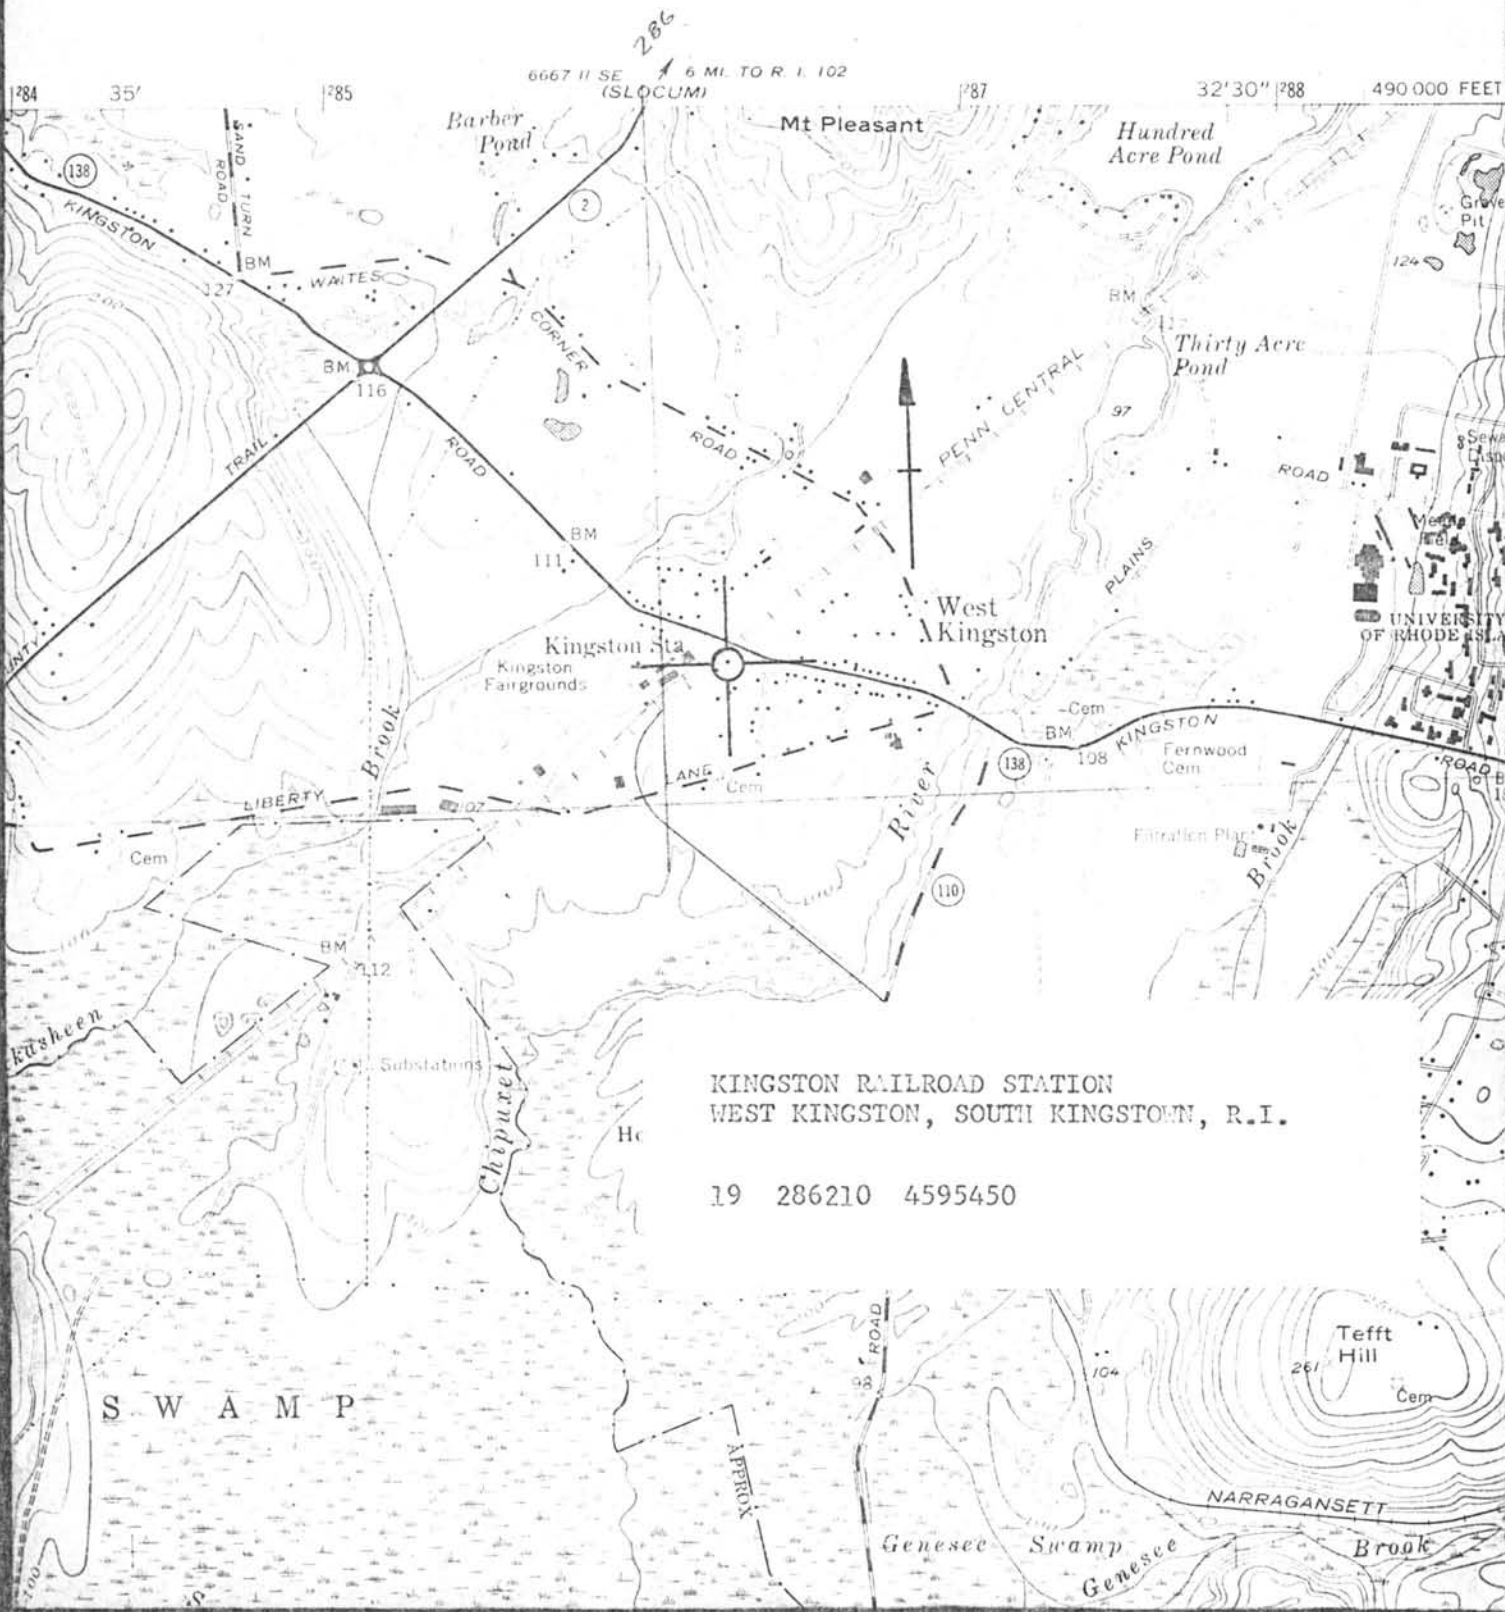 286
6667 II SE
6 MI. TO R. I. 102
(SLOCUM)
284
35'
285
287
32'30"
288
490 000 FEET
Barber
Pond
Mt Pleasant
Hundred
Acre Pond
138
SAND TURN
ROAD
2
KINGSTON
Pit
124
BM
127
WAITES
CORNER
ROAD
BM
Thirty Acre
Pond
BM
116
PENN CENTRAL
97
TRAIL
ROAD
ROAD
BM
111
PLAINS
West
Kingston
UNIVERSITY
Kingston Sta
Kingston
Fairgrounds
Brook
Cem
BM
108
KINGSTON
138
Fernwood
Cem
ROAD
LIBERTY
LANE
Cem
107
River
Filtration Plant
Brook
Cem
100
110
100
100
BM
112
Substations
Chipuxet
KINGSTON RAILROAD STATION
WEST KINGSTON, SOUTH KINGSTOWN, R.I.
19 286210 4595450
ROAD
98
104
Tefft
Hill
261
Cem
SWAMP
APPROX
NARRAGANSETT
Genesee Swamp
Genesee
Brook
100